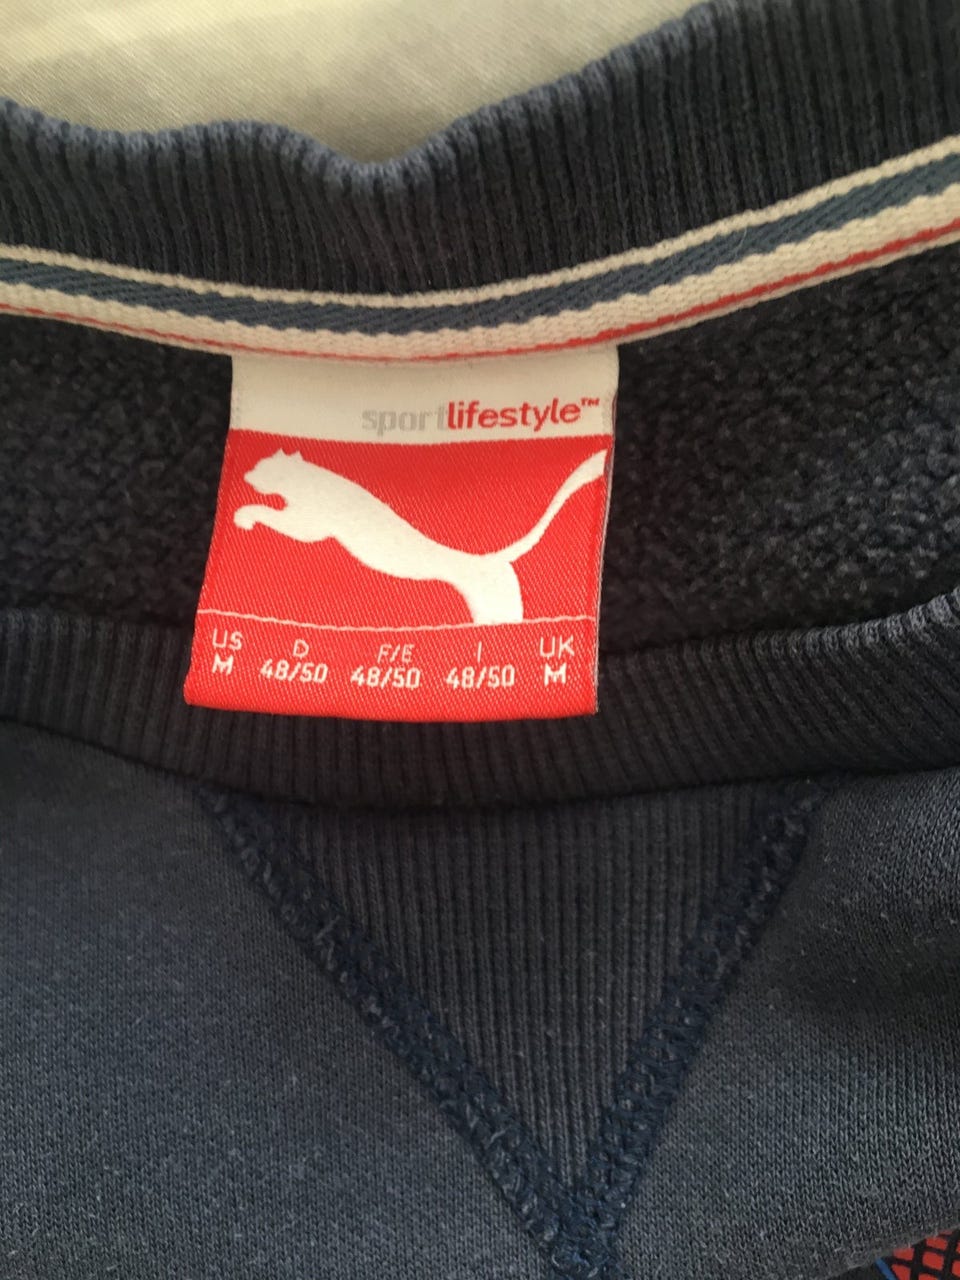 sportlifestyle™
US D F/E I UK
M 48/50 48/50 48/50 M